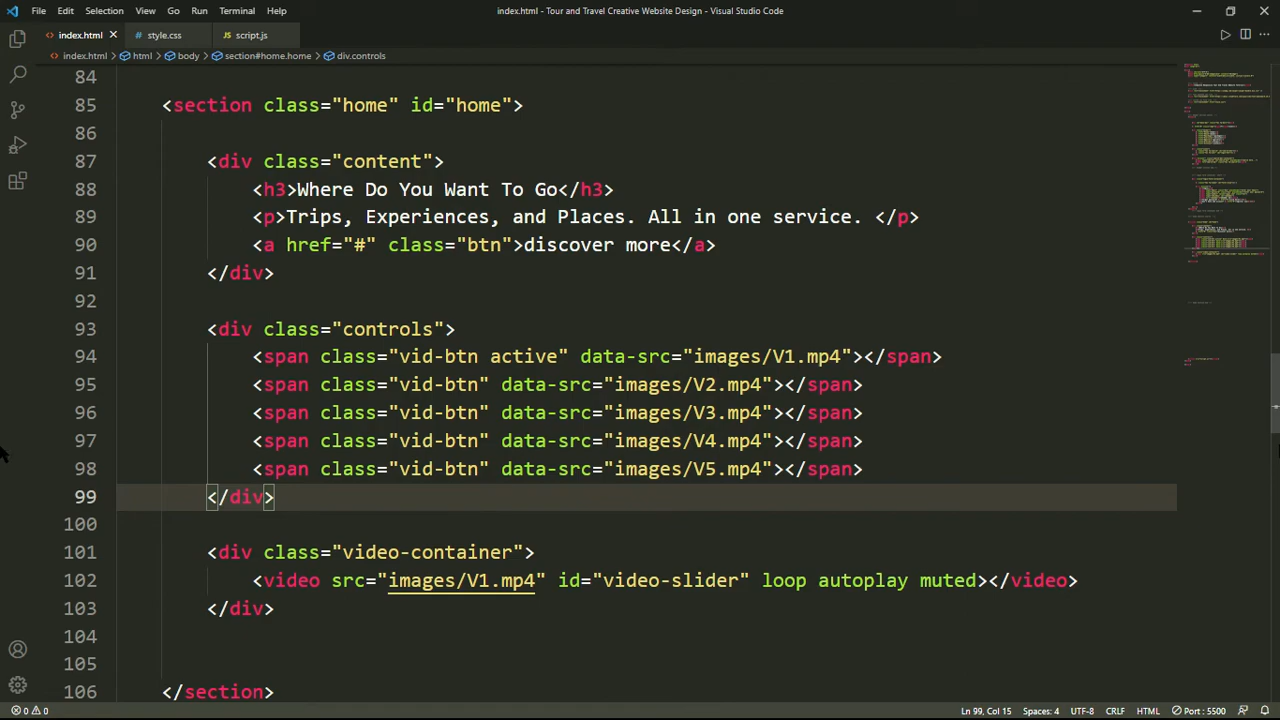 File Edit Selection View Go Run Terminal Help
index.html - Tour and Travel Creative Website Design - Visual Studio Code
index.html style.css script.js
index.html html body section#home.home div.controls
84
85 <section class="home" id="home">
86
87 <div class="content">
88 <h3>Where Do You Want To Go</h3>
89 <p>Trips, Experiences, and Places. All in one service. </p>
90 <a href="#" class="btn">discover more</a>
91 </div>
92
93 <div class="controls">
94 <span class="vid-btn active" data-src="images/V1.mp4"></span>
95 <span class="vid-btn" data-src="images/V2.mp4"></span>
96 <span class="vid-btn" data-src="images/V3.mp4"></span>
97 <span class="vid-btn" data-src="images/V4.mp4"></span>
98 <span class="vid-btn" data-src="images/V5.mp4"></span>
99 </div>
100
101 <div class="video-container">
102 <video src="images/V1.mp4" id="video-slider" loop autoplay muted></video>
103 </div>
104
105
106 </section>
0 0 Ln 99, Col 15 Spaces: 4 UTF-8 CRLF HTML Port : 5500